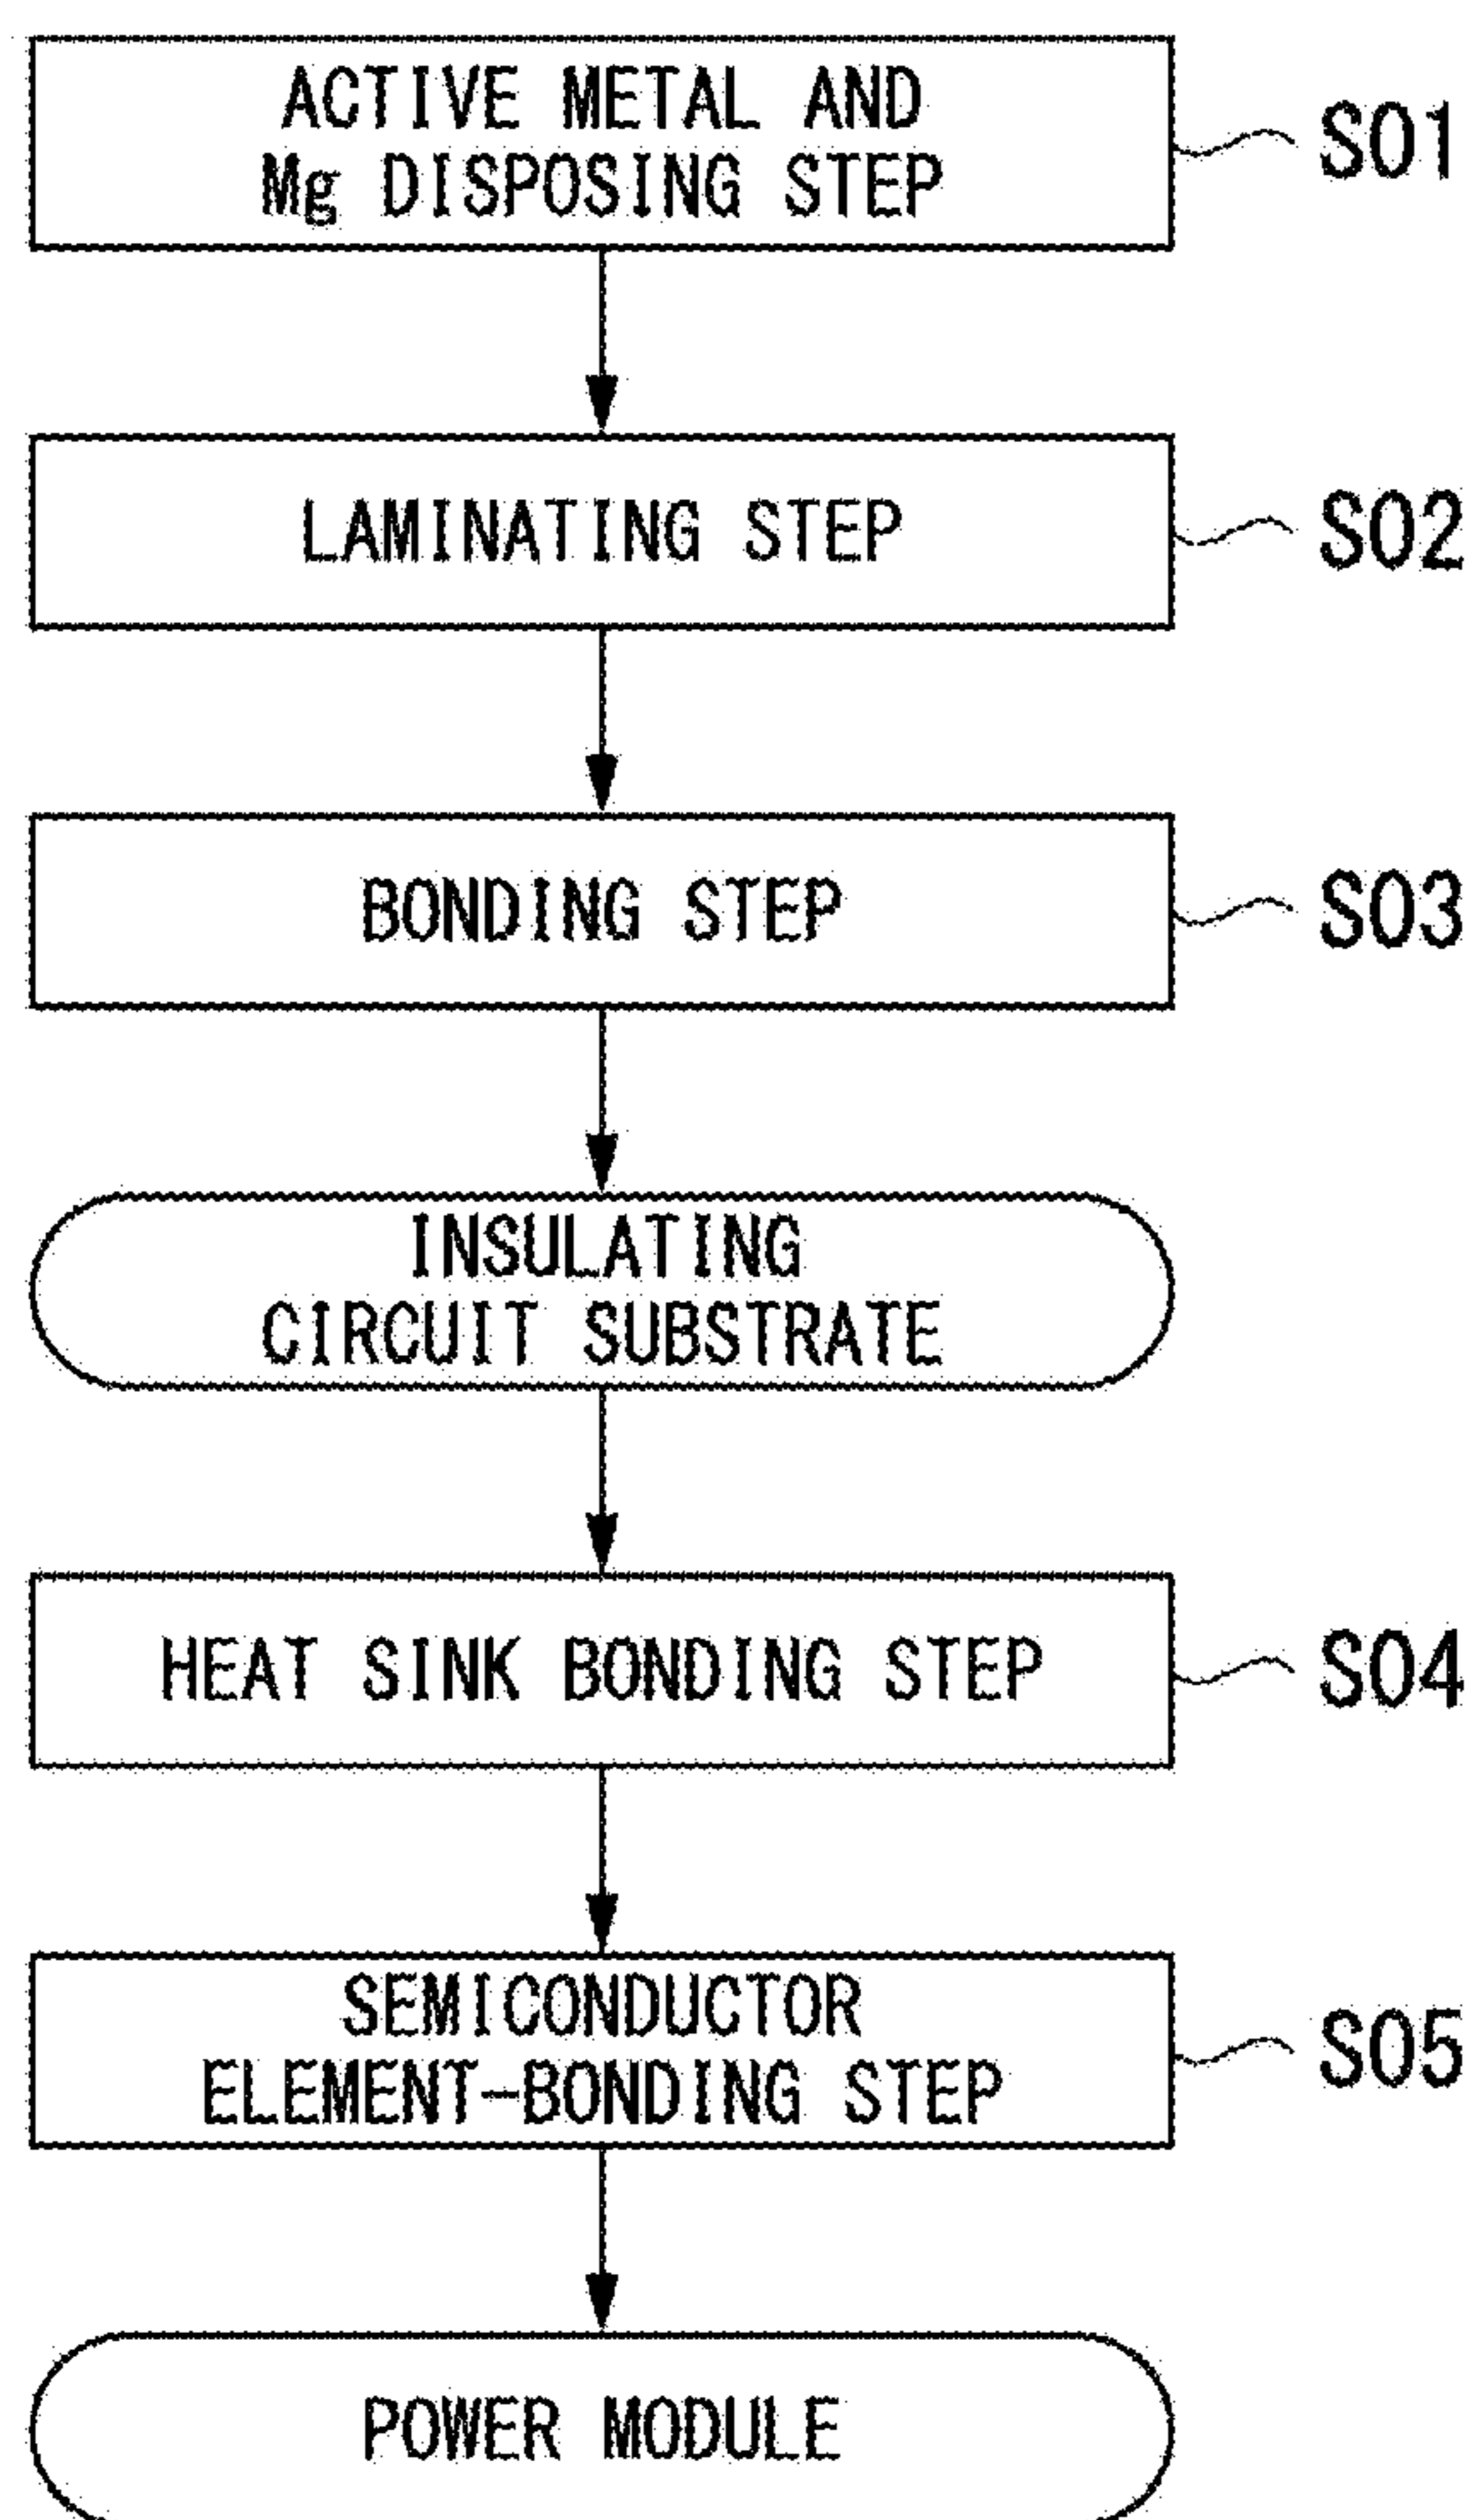 ACTIVE METAL AND
Mg DISPOSING STEP
S01
LAMINATING STEP
S02
BONDING STEP
S03
INSULATING
CIRCUIT SUBSTRATE
HEAT SINK BONDING STEP
S04
SEMICONDUCTOR
ELEMENT-BONDING STEP
S05
POWER MODULE